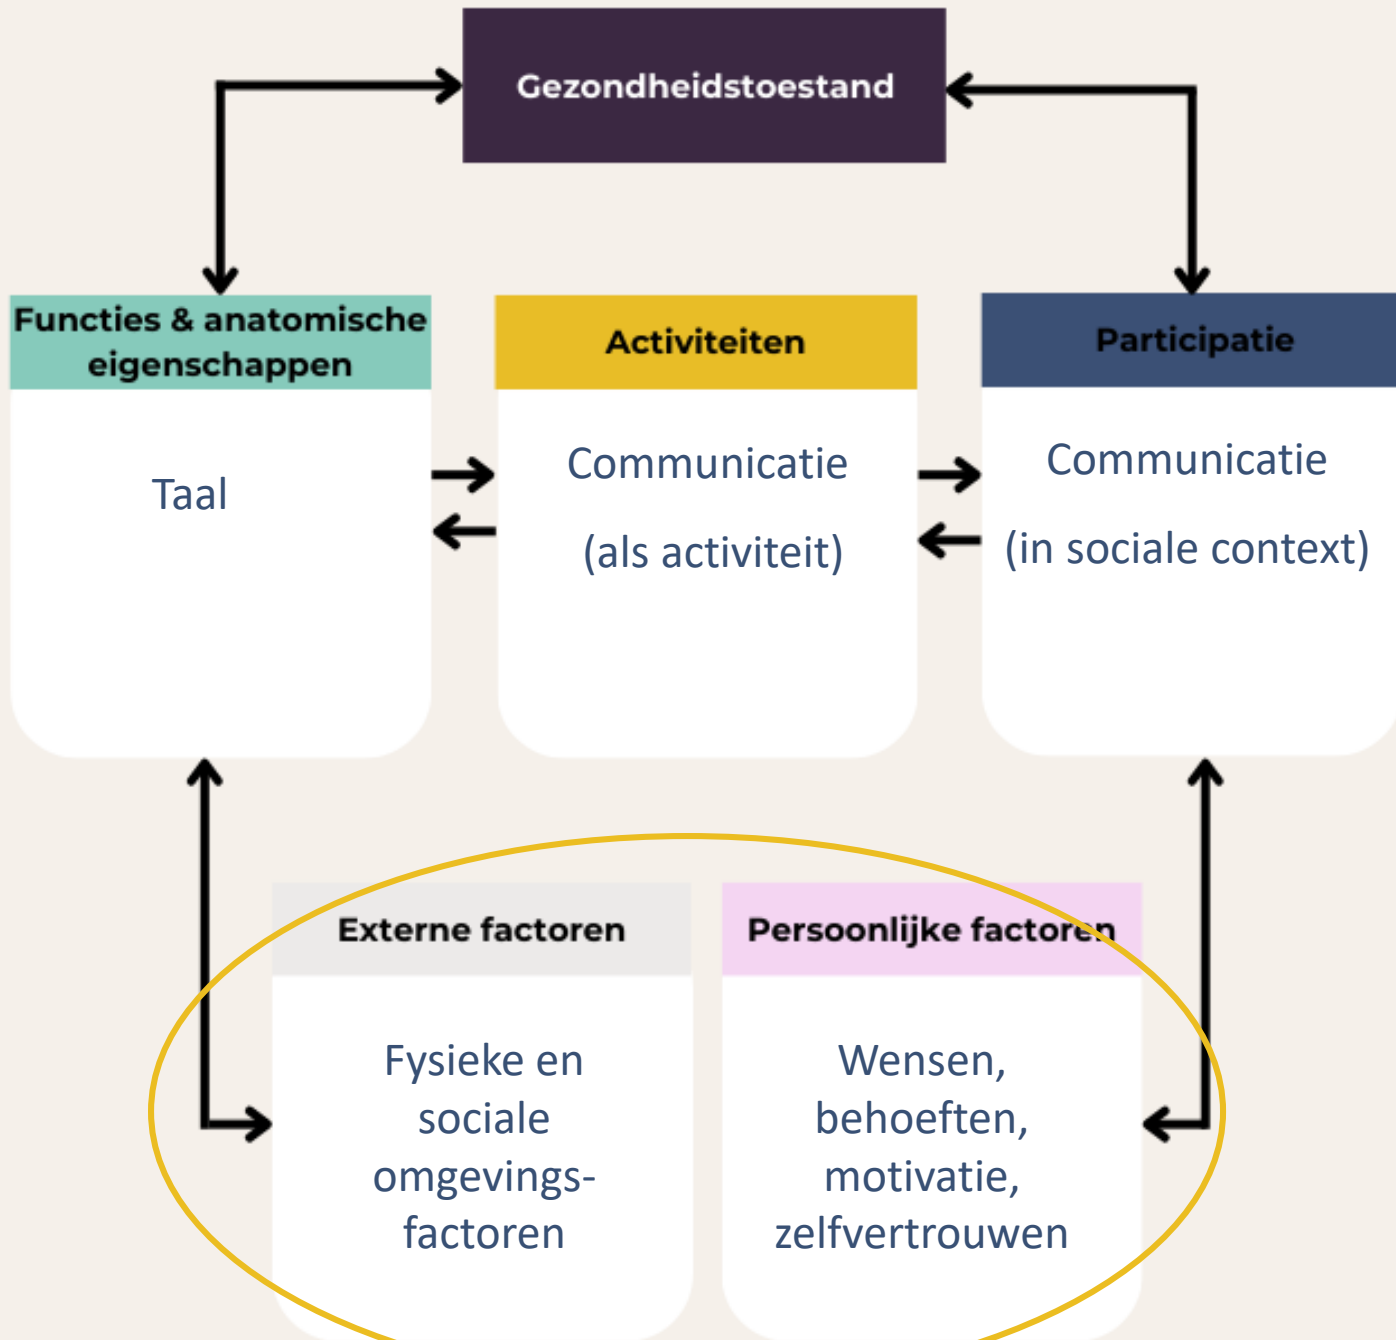 Gezondheidstoestand
Functies & anatomische
eigenschappen
Taal
Activiteiten
Communicatie
(als activiteit)
Participatie
Communicatie
(in sociale context)
Externe factoren
Fysieke en
sociale
omgevings-
factoren
Persoonlijke factoren
Wensen,
behoeften,
motivatie,
zelfvertrouwen